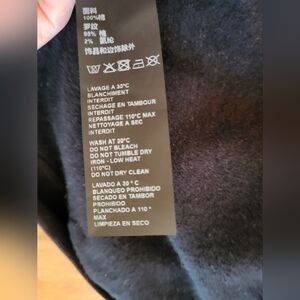 面料
100%棉
罗纹
98% 棉
2% 氨纶
饰品和边饰除外
LAVAGE A 30°C
BLANCHIMENT
INTERDIT
SECHAGE EN TAMBOUR
INTERDIT
REPASSAGE 110°C MAX
NETTOYAGE A SEC
INTERDIT
WASH AT 30°C
DO NOT BLEACH
DO NOT TUMBLE DRY
IRON - LOW HEAT
(110°C)
DO NOT DRY CLEAN
LAVADO A 30 ° C
BLANQUEO PROHIBIDO
SECADO EN TAMBOR
PROHIBIDO
PLANCHADO A 110 °
MAX
LIMPIEZA EN SECO